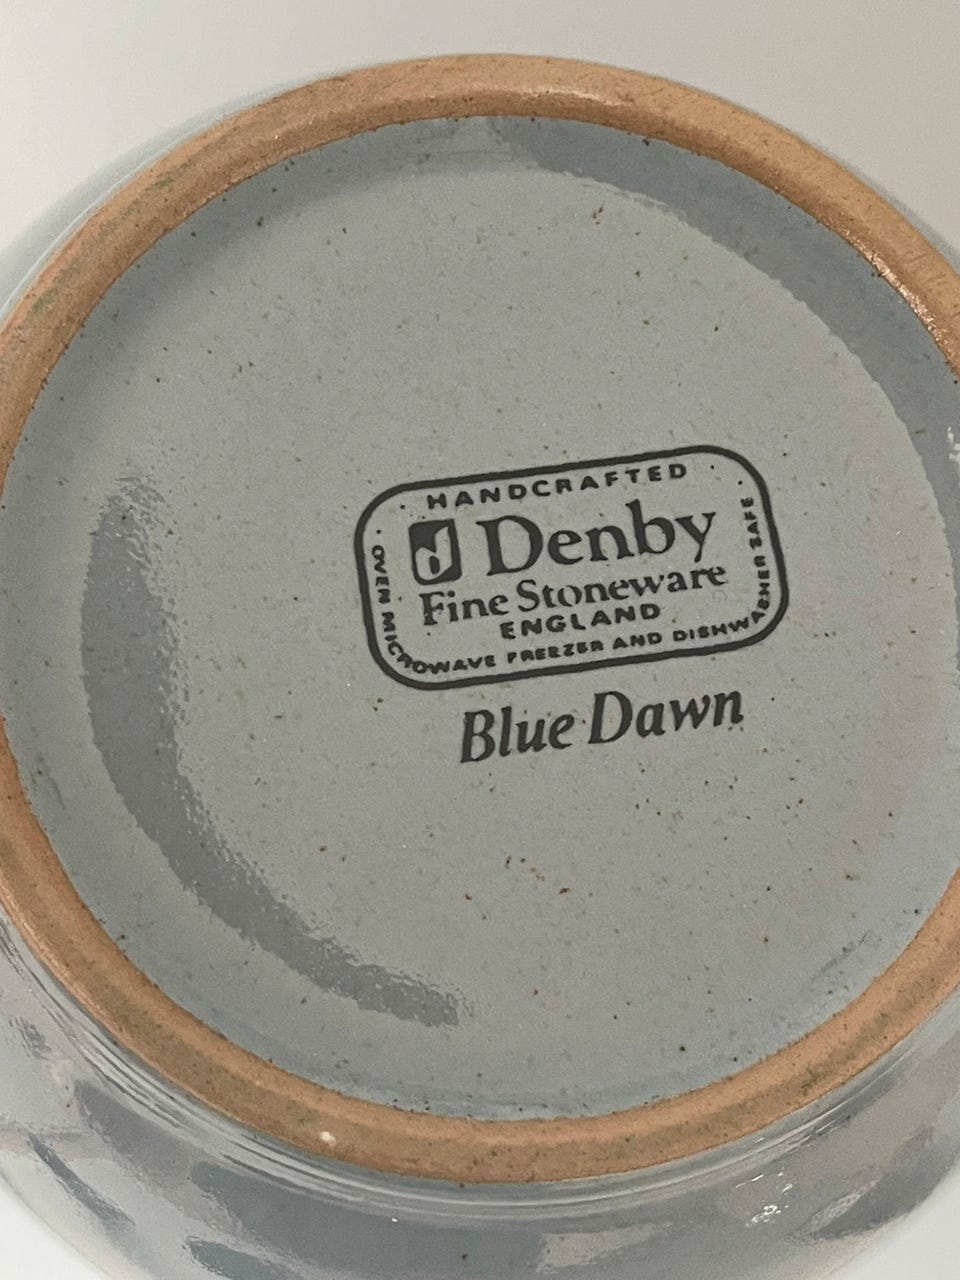 HANDCRAFTED
d Denby
Fine Stoneware
ENGLAND
· OVEN MICROWAVE FREEZER AND DISHWASHER SAFE ·
Blue Dawn